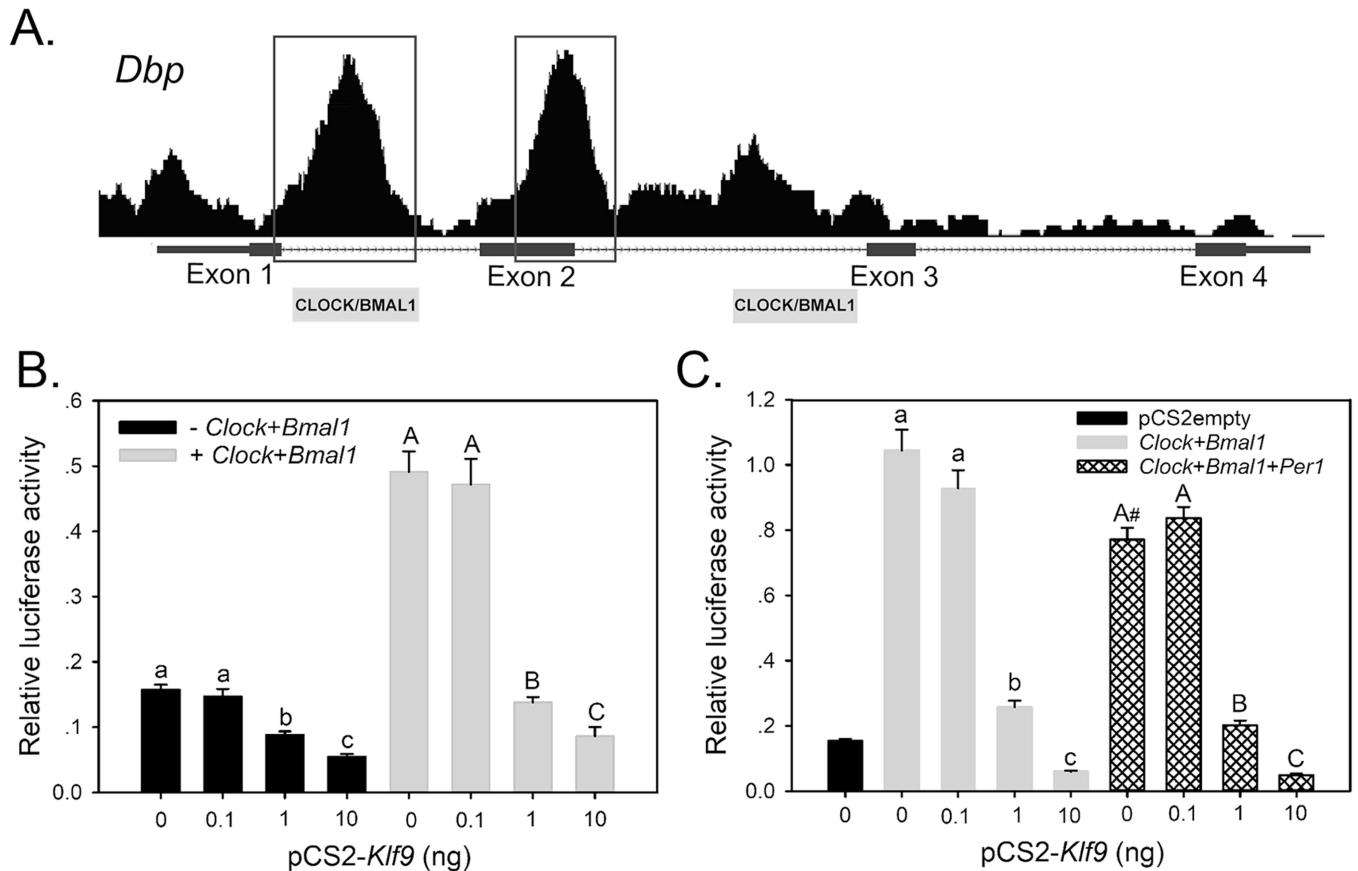 A.
Dbp
Exon 1 Exon 2 Exon 3 Exon 4
CLOCK/BMAL1 CLOCK/BMAL1
B.
Relative luciferase activity
.6
.5
.4
.3
.2
.1
0.0
- Clock+Bmal1
+ Clock+Bmal1
a a b c A A B C
0 0.1 1 10 0 0.1 1 10
pCS2-Klf9 (ng)
C.
Relative luciferase activity
1.2
1.0
.8
.6
.4
.2
0.0
pCS2empty
Clock+Bmal1
Clock+Bmal1+Per1
a a b c A# A B C
0 0 0.1 1 10 0 0.1 1 10
pCS2-Klf9 (ng)